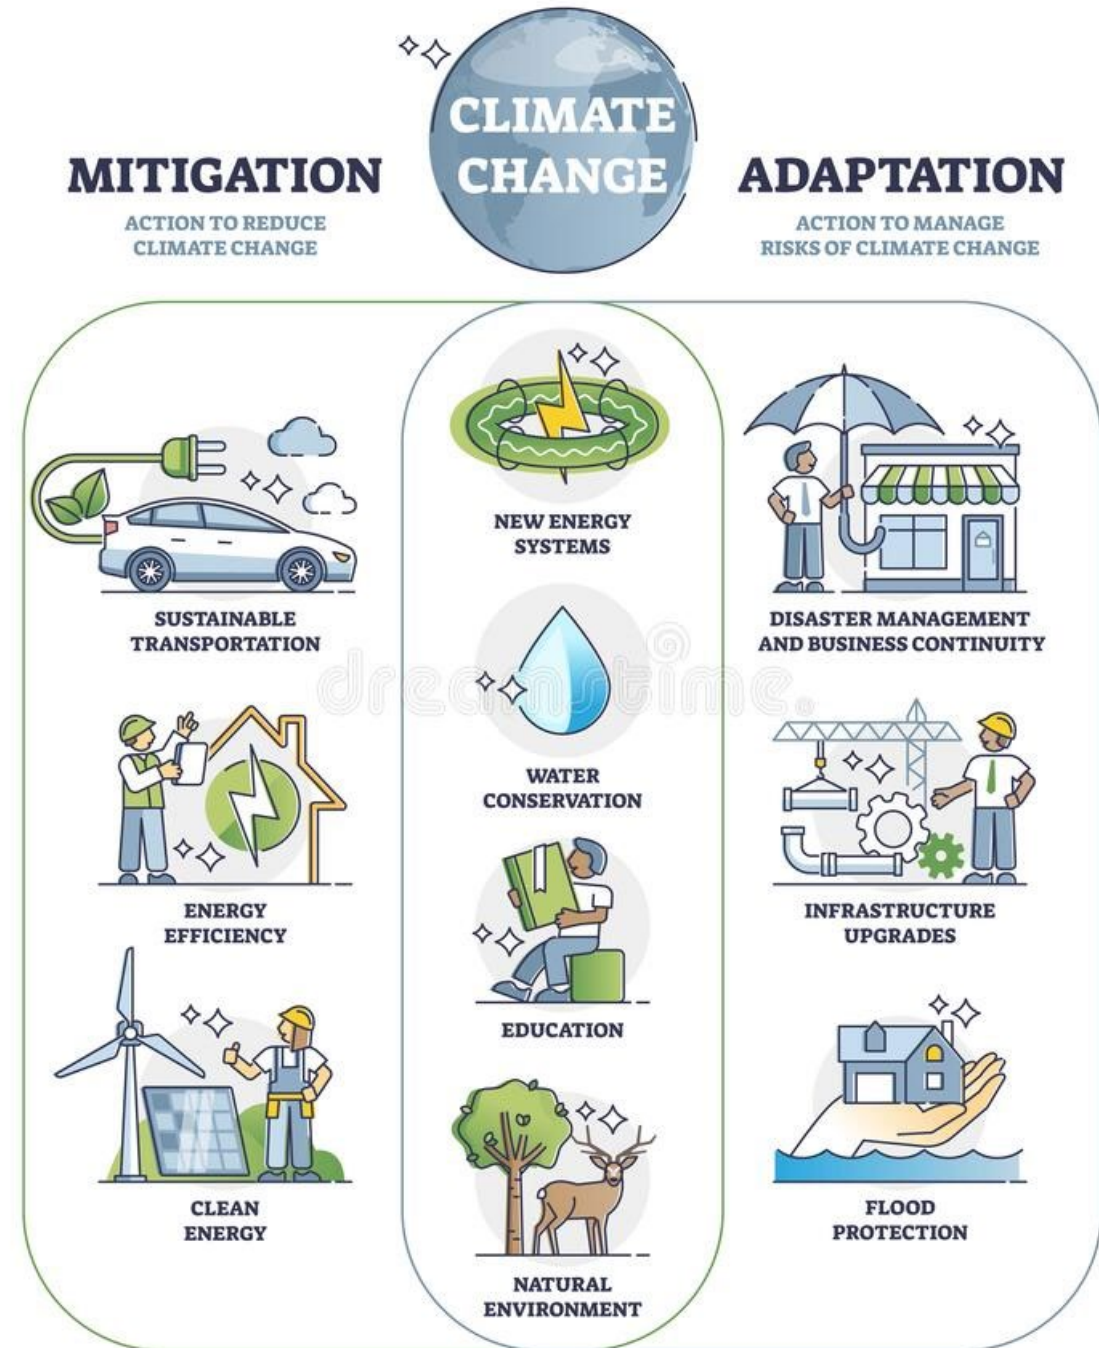 CLIMATE
CHANGE
MITIGATION
ACTION TO REDUCE
CLIMATE CHANGE
ADAPTATION
ACTION TO MANAGE
RISKS OF CLIMATE CHANGE
SUSTAINABLE
TRANSPORTATION
ENERGY
EFFICIENCY
CLEAN
ENERGY
NEW ENERGY
SYSTEMS
WATER
CONSERVATION
EDUCATION
NATURAL
ENVIRONMENT
DISASTER MANAGEMENT
AND BUSINESS CONTINUITY
INFRASTRUCTURE
UPGRADES
FLOOD
PROTECTION
dreamstime.